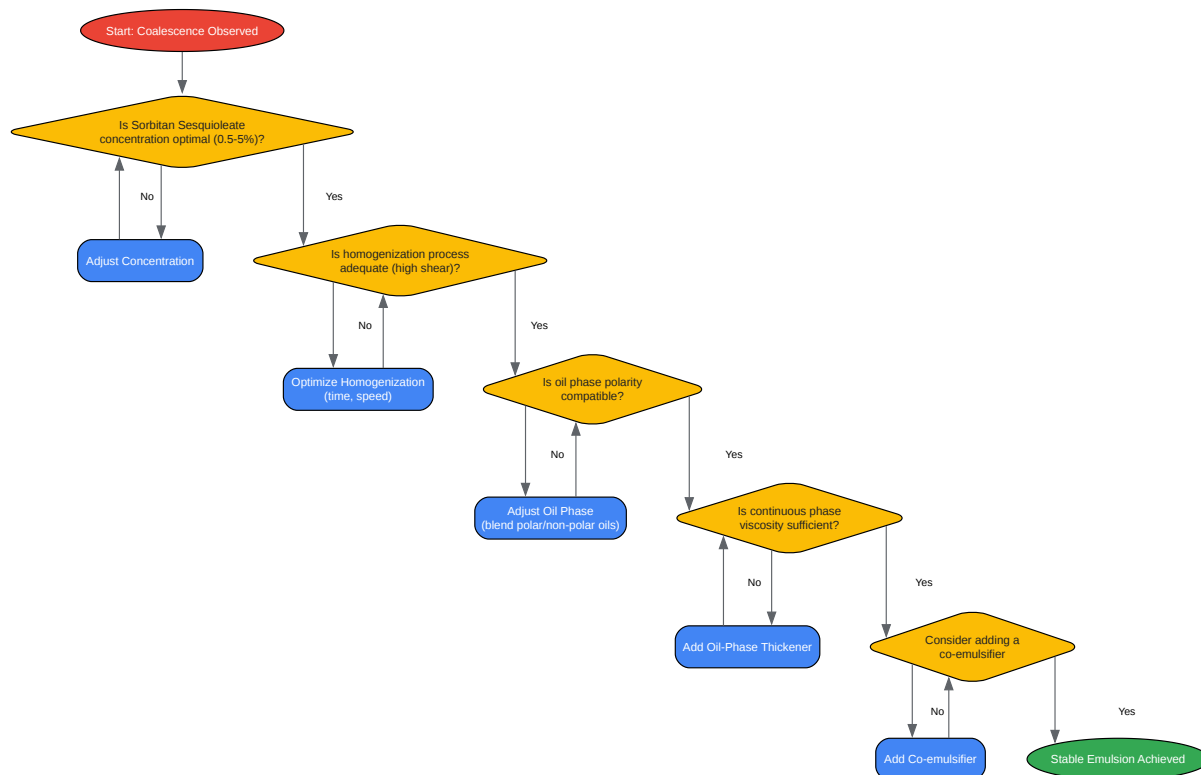 Start: Coalescence Observed
Is Sorbitan Sesquioleate
concentration optimal (0.5-5%)?
No
Yes
Adjust Concentration
Is homogenization process
adequate (high shear)?
No
Yes
Optimize Homogenization
(time, speed)
Is oil phase polarity
compatible?
No
Yes
Adjust Oil Phase
(blend polar/non-polar oils)
Is continuous phase
viscosity sufficient?
No
Yes
Add Oil-Phase Thickener
Consider adding a
co-emulsifier
No
Yes
Add Co-emulsifier
Stable Emulsion Achieved